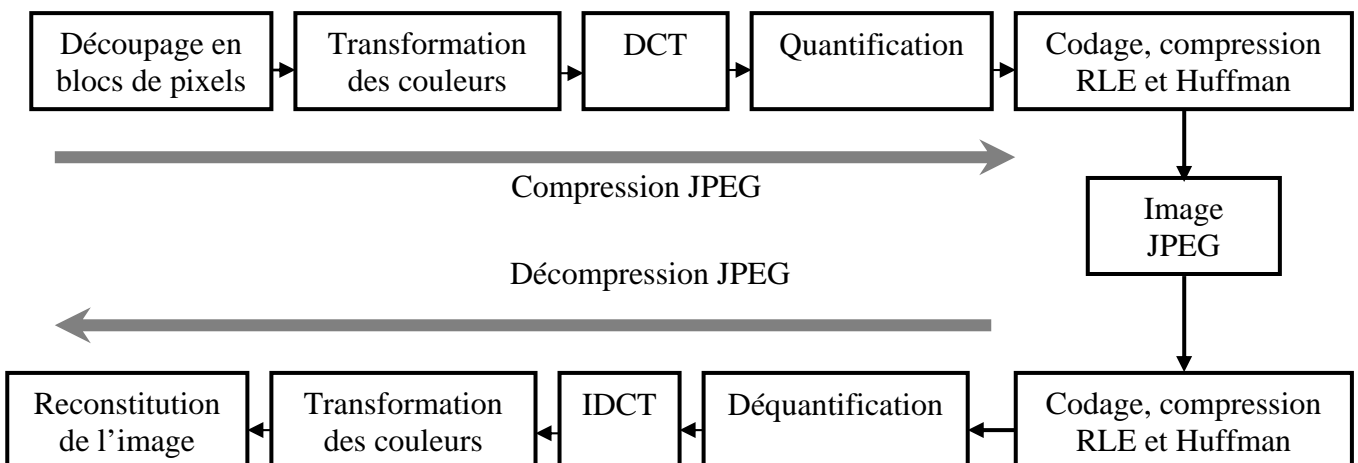 Découpage en
blocs de pixels
Transformation
des couleurs
DCT
Quantification
Codage, compression
RLE et Huffman
Compression JPEG
Image
JPEG
Décompression JPEG
Reconstitution
de l’image
Transformation
des couleurs
IDCT
Déquantification
Codage, compression
RLE et Huffman